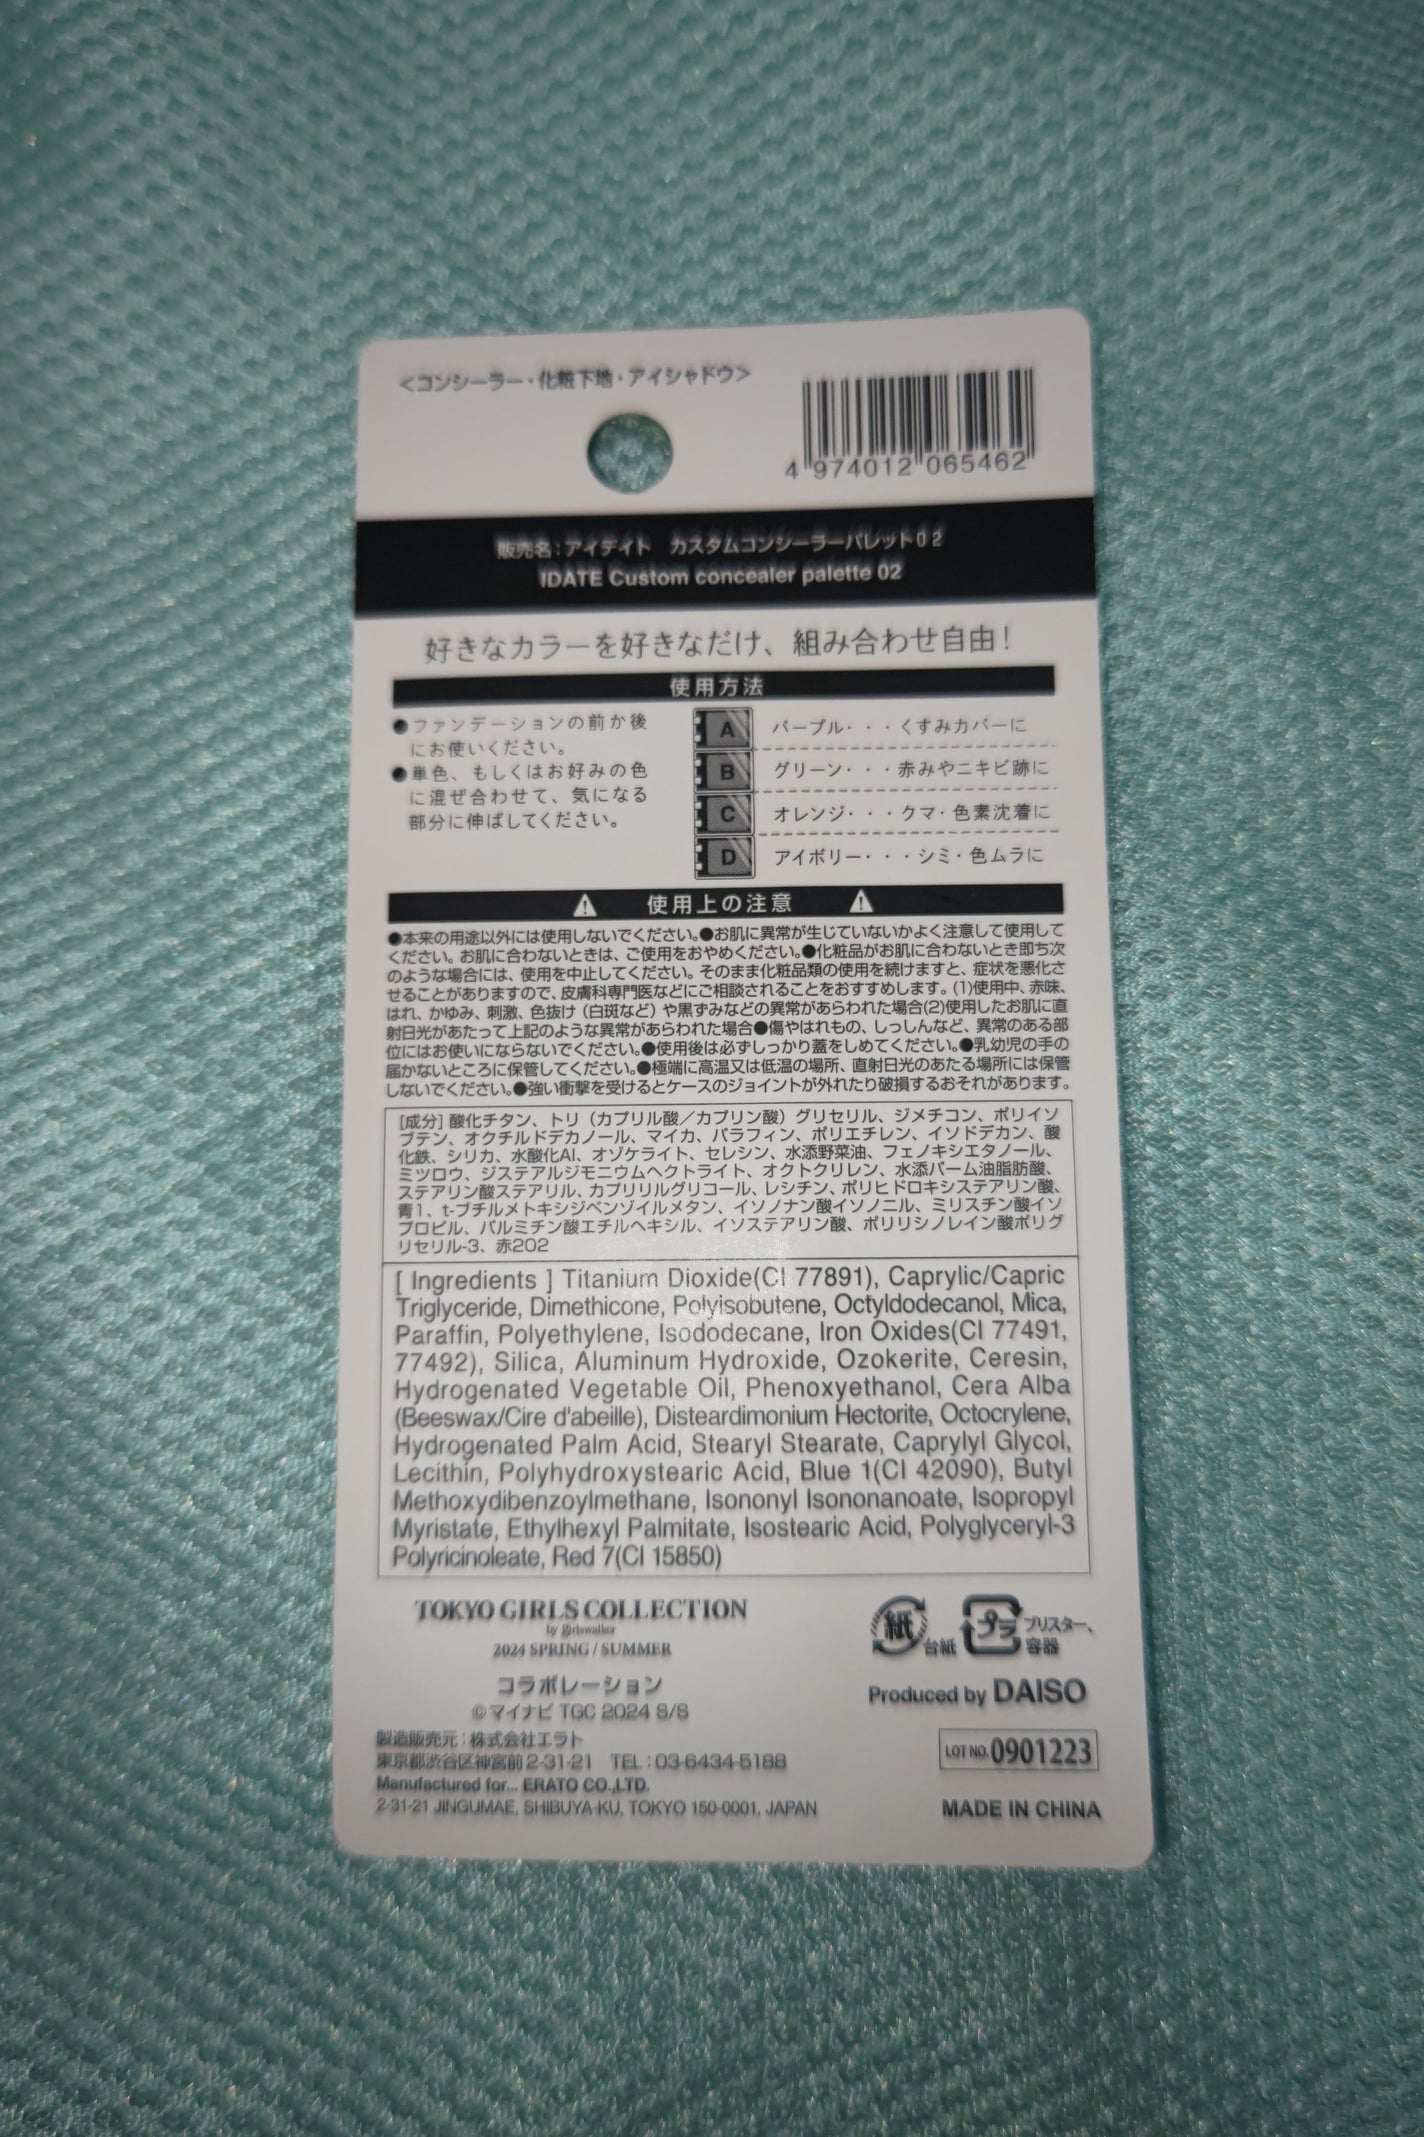 <コンシーラー・化粧下地・アイシャドウ>
4 974012 065462
販売名：アイデイト　カスタムコンシーラーパレット02
IDATE Custom concealer palette 02
好きなカラーを好きなだけ、組み合わせ自由！
使用方法
●ファンデーションの前か後
にお使いください。
●単色、もしくはお好みの色
に混ぜ合わせて、気になる
部分に伸ばしてください。
A パープル・・・くすみカバーに
B グリーン・・・赤みやニキビ跡に
C オレンジ・・・クマ・色素沈着に
D アイボリー・・・シミ・色ムラに
使用上の注意
●本来の用途以外には使用しないでください。●お肌に異常が生じていないかよく注意して使用して
ください。お肌に合わないときは、ご使用をおやめください。●化粧品がお肌に合わないとき即ち次
のような場合には、使用を中止してください。そのまま化粧品類の使用を続けますと、症状を悪化さ
せることがありますので、皮膚科専門医などにご相談されることをおすすめします。(1)使用中、赤味、
はれ、かゆみ、刺激、色抜け（白斑など）や黒ずみなどの異常があらわれた場合(2)使用したお肌に直
射日光があたって上記のような異常があらわれた場合●傷やはれもの、しっしんなど、異常のある部
位にはお使いにならないでください。●使用後は必ずしっかり蓋をしめてください。●乳幼児の手の
届かないところに保管してください。●極端に高温又は低温の場所、直射日光のあたる場所には保管
しないでください。●強い衝撃を受けるとケースのジョイントが外れたり破損するおそれがあります。
[成分] 酸化チタン、トリ（カプリル酸／カプリン酸）グリセリル、ジメチコン、ポリイソ
ブテン、オクチルドデカノール、マイカ、パラフィン、ポリエチレン、イソドデカン、酸
化鉄、シリカ、水酸化Al、オゾケライト、セレシン、水添野菜油、フェノキシエタノール、
ミツロウ、ジステアルジモニウムヘクトライト、オクトクリレン、水添パーム油脂肪酸、
ステアリン酸ステアリル、カプリリルグリコール、レシチン、ポリヒドロキシステアリン酸、
青1、t-ブチルメトキシジベンゾイルメタン、イソノナン酸イソノニル、ミリスチン酸イソ
プロピル、パルミチン酸エチルヘキシル、イソステアリン酸、ポリリシノレイン酸ポリグ
リセリル-3、赤202
[ Ingredients ] Titanium Dioxide(CI 77891), Caprylic/Capric
Triglyceride, Dimethicone, Polyisobutene, Octyldodecanol, Mica,
Paraffin, Polyethylene, Isododecane, Iron Oxides(CI 77491,
77492), Silica, Aluminum Hydroxide, Ozokerite, Ceresin,
Hydrogenated Vegetable Oil, Phenoxyethanol, Cera Alba
(Beeswax/Cire d'abeille), Disteardimonium Hectorite, Octocrylene,
Hydrogenated Palm Acid, Stearyl Stearate, Caprylyl Glycol,
Lecithin, Polyhydroxystearic Acid, Blue 1(CI 42090), Butyl
Methoxydibenzoylmethane, Isononyl Isononanoate, Isopropyl
Myristate, Ethylhexyl Palmitate, Isostearic Acid, Polyglyceryl-3
Polyricinoleate, Red 7(CI 15850)
TOKYO GIRLS COLLECTION
by girlswalker
2024 SPRING / SUMMER
コラボレーション
©マイナビ TGC 2024 S/S
紙 台紙
プラ ブリスター、
容器
Produced by DAISO
製造販売元：株式会社エラト
東京都渋谷区神宮前2-31-21　TEL：03-6434-5188
Manufactured for... ERATO CO.,LTD.
2-31-21 JINGUMAE, SHIBUYA-KU, TOKYO 150-0001, JAPAN
LOT NO. 0901223
MADE IN CHINA